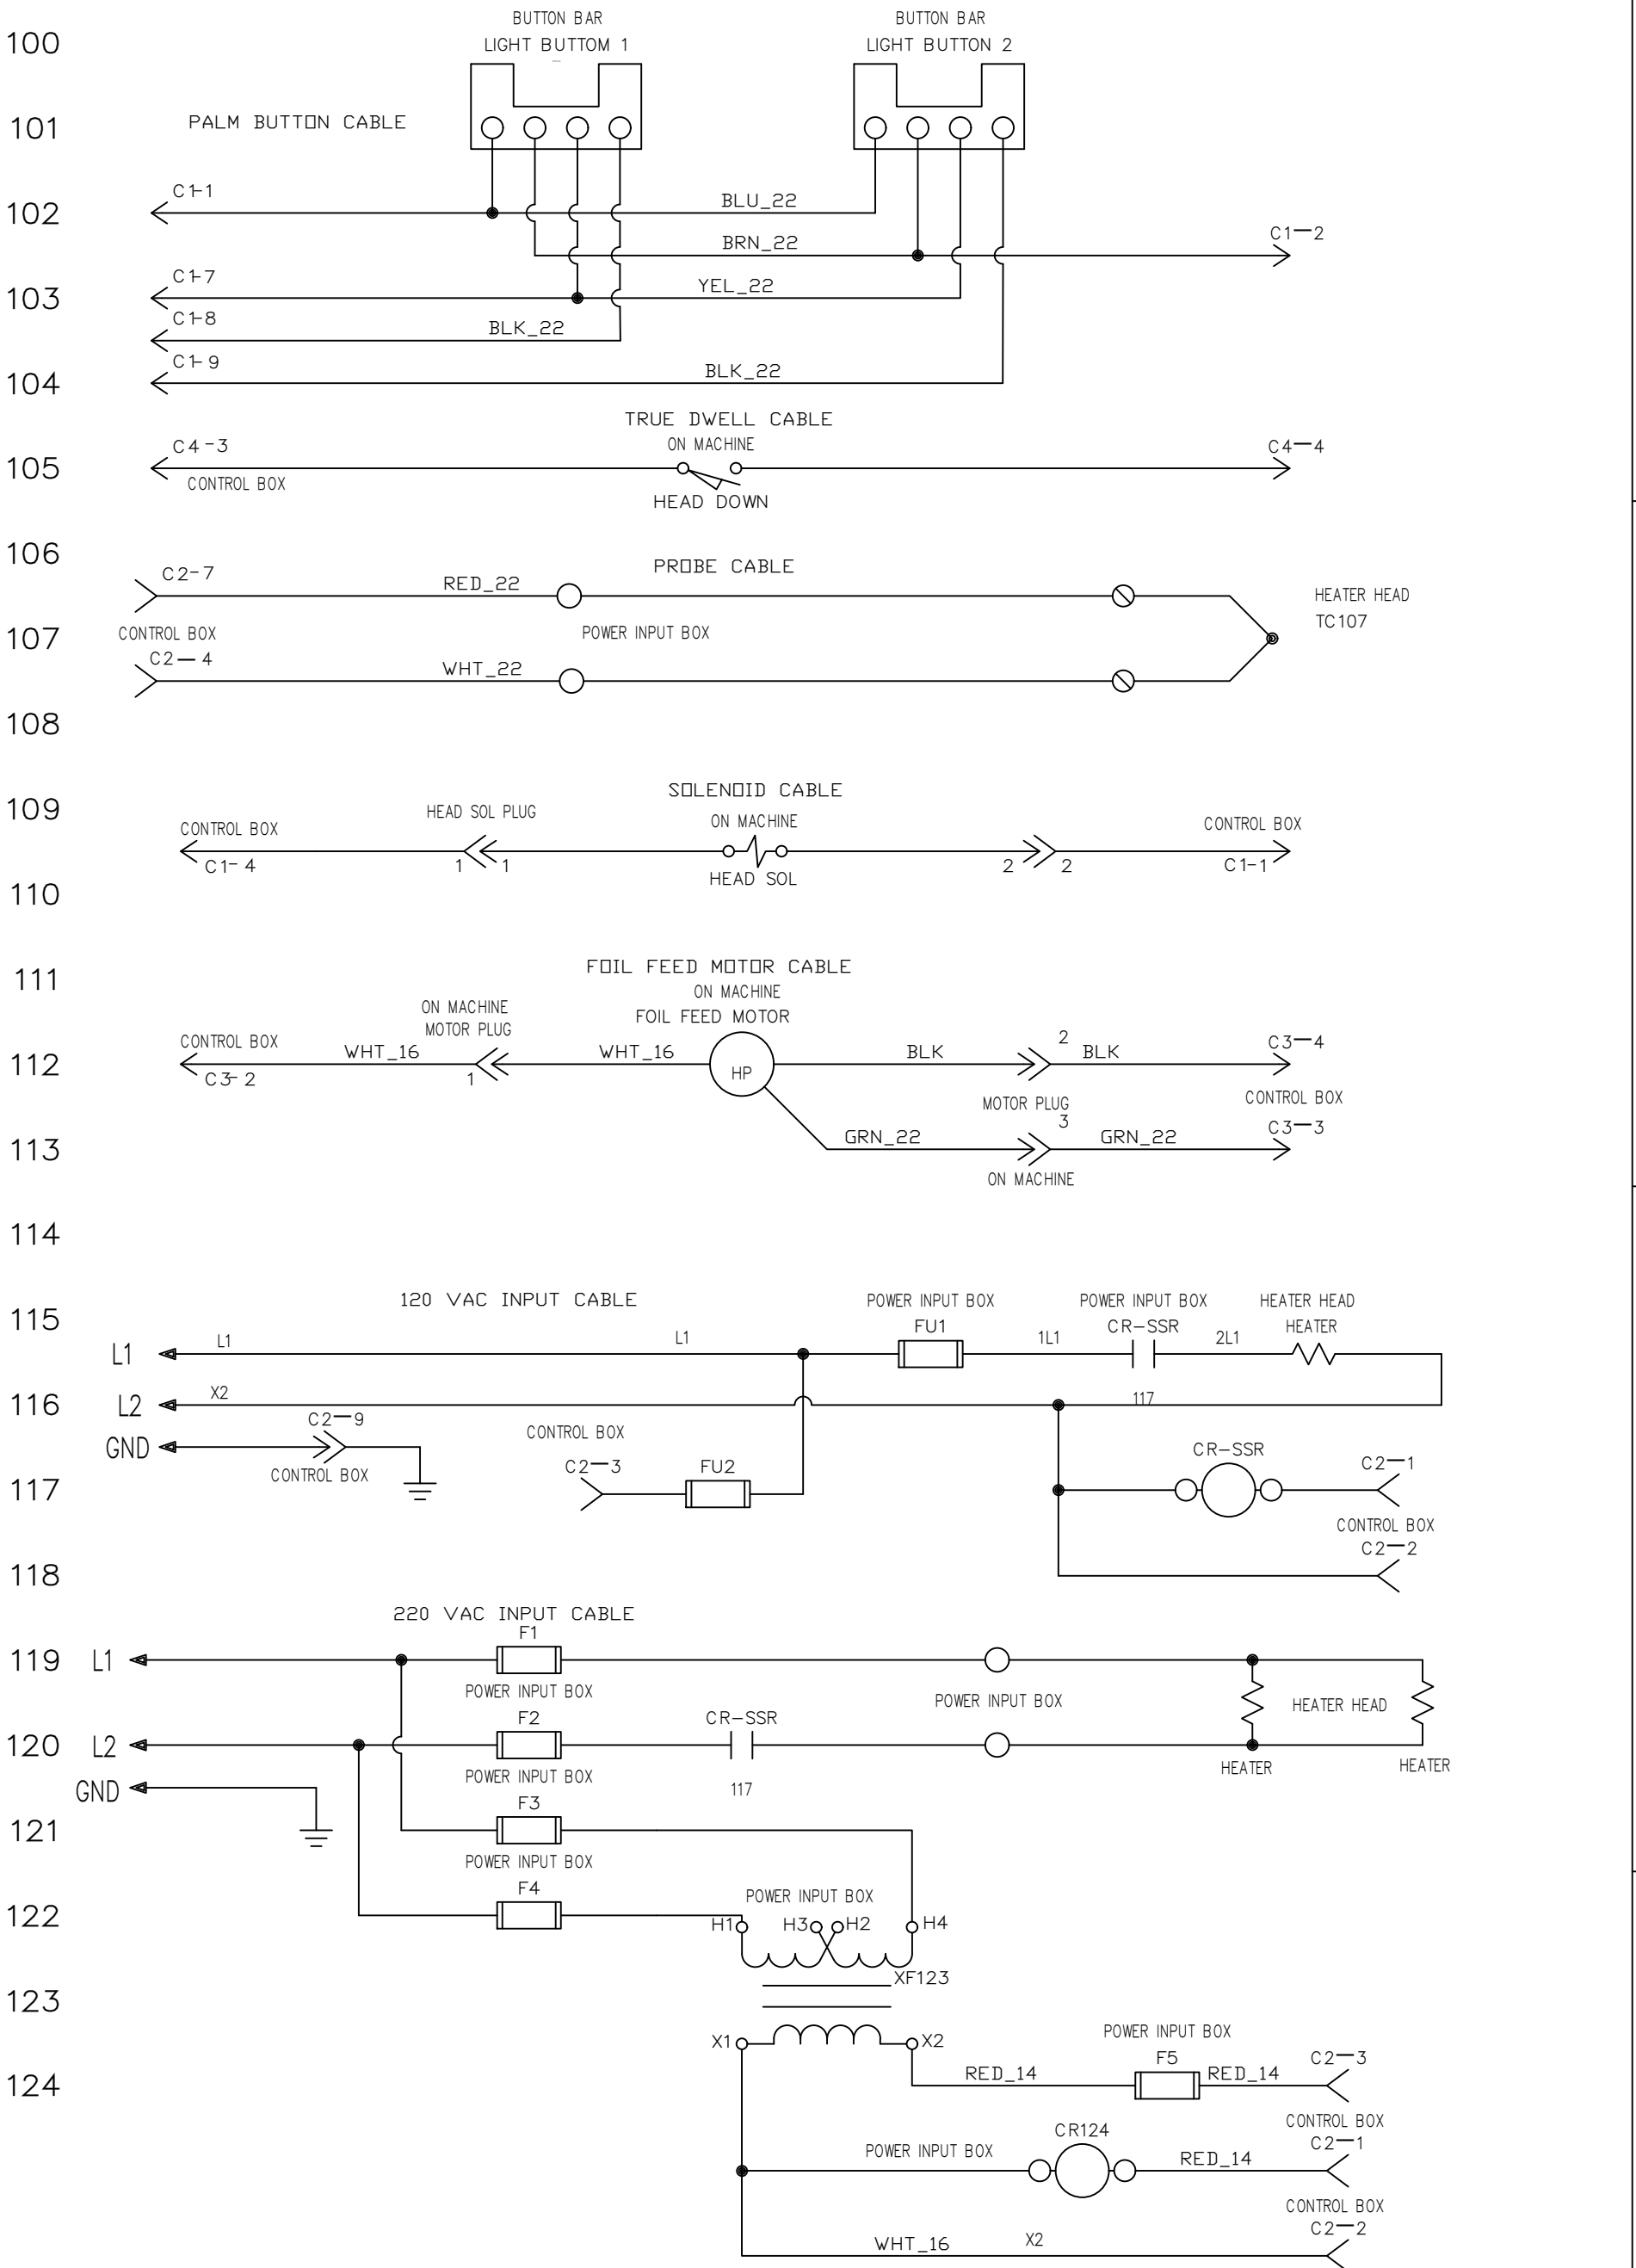 BUTTON BAR BUTTON BAR
100 LIGHT BUTTOM 1 LIGHT BUTTON 2
101 PALM BUTTON CABLE
C1-1
102 BLU_22
BRN_22 C1-2
C1-7
103 YEL_22
C1-8
BLK_22
C1-9
104 BLK_22
TRUE DWELL CABLE
C4-3 ON MACHINE C4-4
105
CONTROL BOX
HEAD DOWN
106
C2-7 PROBE CABLE
RED_22 HEATER HEAD
TC107
107 CONTROL BOX POWER INPUT BOX
C2-4
WHT_22
108
SOLENOID CABLE
109 HEAD SOL PLUG
CONTROL BOX ON MACHINE CONTROL BOX
C1-4 1 1 2 2 C1-1
HEAD SOL
110
FOIL FEED MOTOR CABLE
111
ON MACHINE
ON MACHINE
MOTOR PLUG FOIL FEED MOTOR
CONTROL BOX 2 C3-4
112 WHT_16 WHT_16 BLK BLK
C3-2 1 HP
MOTOR PLUG CONTROL BOX
3 C3-3
113 GRN_22 GRN_22
ON MACHINE
114
120 VAC INPUT CABLE POWER INPUT BOX POWER INPUT BOX HEATER HEAD
115 FU1 CR-SSR HEATER
L1 L1 1L1 2L1
L1
X2 117
116 L2
C2-9
GND CONTROL BOX CR-SSR
CONTROL BOX C2-3 FU2 C2-1
117
CONTROL BOX
C2-2
118
220 VAC INPUT CABLE
F1
119 L1
POWER INPUT BOX POWER INPUT BOX HEATER HEAD
F2 CR-SSR
120 L2
HEATER HEATER
POWER INPUT BOX 117
GND
F3
121
POWER INPUT BOX
F4 POWER INPUT BOX
122
H1 H3 H2 H4
XF123
123
POWER INPUT BOX
X1 X2
F5 C2-3
124 RED_14 RED_14
CONTROL BOX
CR124 C2-1
POWER INPUT BOX RED_14
CONTROL BOX
C2-2
WHT_16 X2